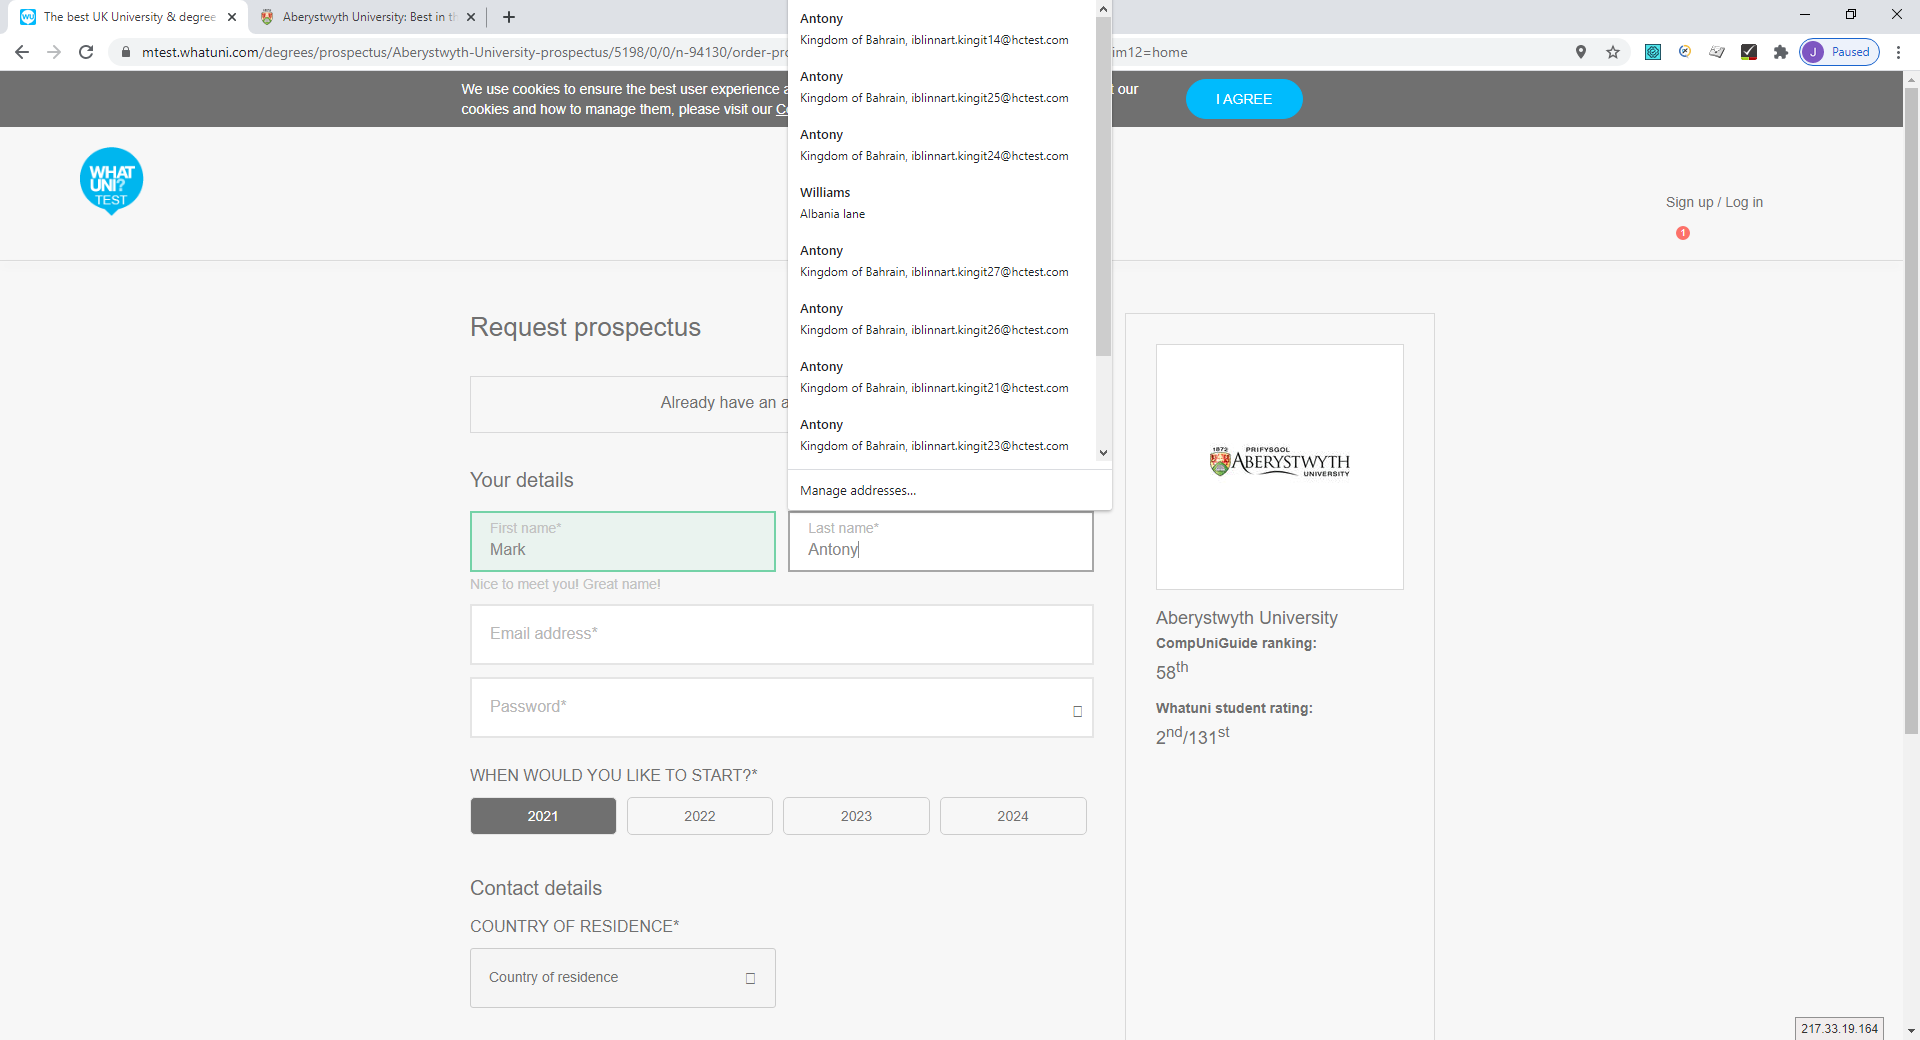 The best UK University & degree
Aberystwyth University: Best in th
mtest.whatuni.com/degrees/prospectus/Aberystwyth-University-prospectus/5198/0/0/n-94130/order-pro
im12=home
J Paused
We use cookies to ensure the best user experience a
t our
cookies and how to manage them, please visit our C
I AGREE
WHAT
UNI?
TEST
Sign up / Log in
1
Antony
Kingdom of Bahrain, iblinnart.kingit14@hctest.com
Antony
Kingdom of Bahrain, iblinnart.kingit25@hctest.com
Antony
Kingdom of Bahrain, iblinnart.kingit24@hctest.com
Williams
Albania lane
Antony
Kingdom of Bahrain, iblinnart.kingit27@hctest.com
Antony
Kingdom of Bahrain, iblinnart.kingit26@hctest.com
Antony
Kingdom of Bahrain, iblinnart.kingit21@hctest.com
Antony
Kingdom of Bahrain, iblinnart.kingit23@hctest.com
Manage addresses...
Request prospectus
Already have an a
Your details
First name*
Mark
Last name*
Antony
Nice to meet you! Great name!
Email address*
Password*
WHEN WOULD YOU LIKE TO START?*
2021
2022
2023
2024
Contact details
COUNTRY OF RESIDENCE*
Country of residence
1872 PRIFYSGOL
ABERYSTWYTH
UNIVERSITY
Aberystwyth University
CompUniGuide ranking:
58th
Whatuni student rating:
2nd/131st
217.33.19.164